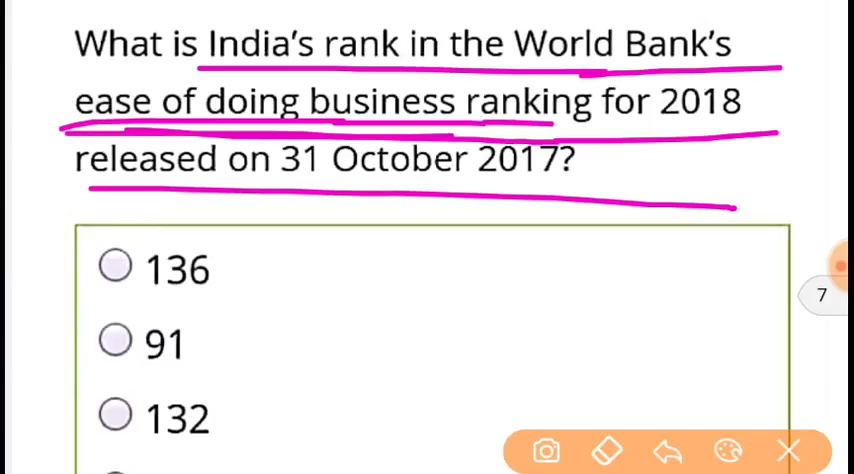 What is India's rank in the World Bank's
ease of doing business ranking for 2018
released on 31 October 2017?
136
91
132
7